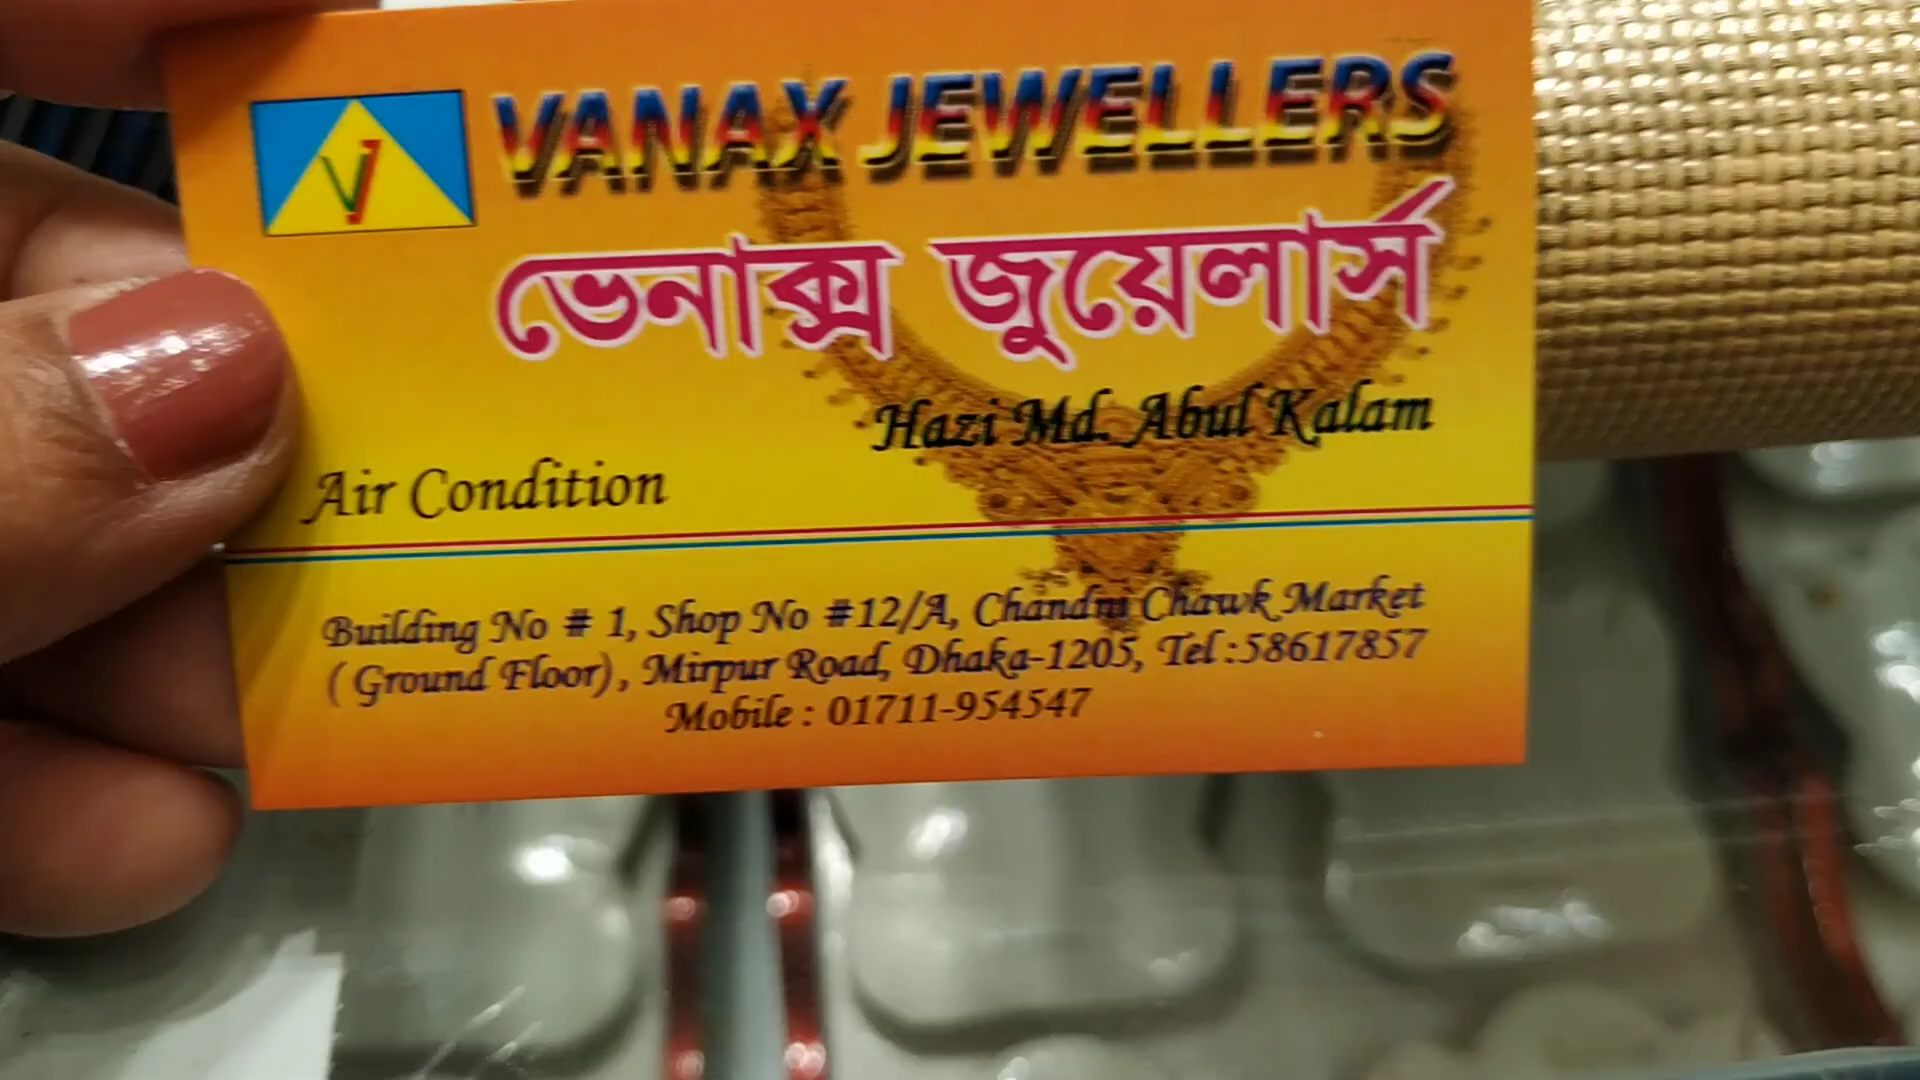 VJ
VANAX JEWELLERS
ভেনাক্স জুয়েলার্স
Hazi Md. Abul Kalam
Air Condition
Building No # 1, Shop No #12/A, Chandni Chawk Market
( Ground Floor), Mirpur Road, Dhaka-1205, Tel:58617857
Mobile : 01711-954547